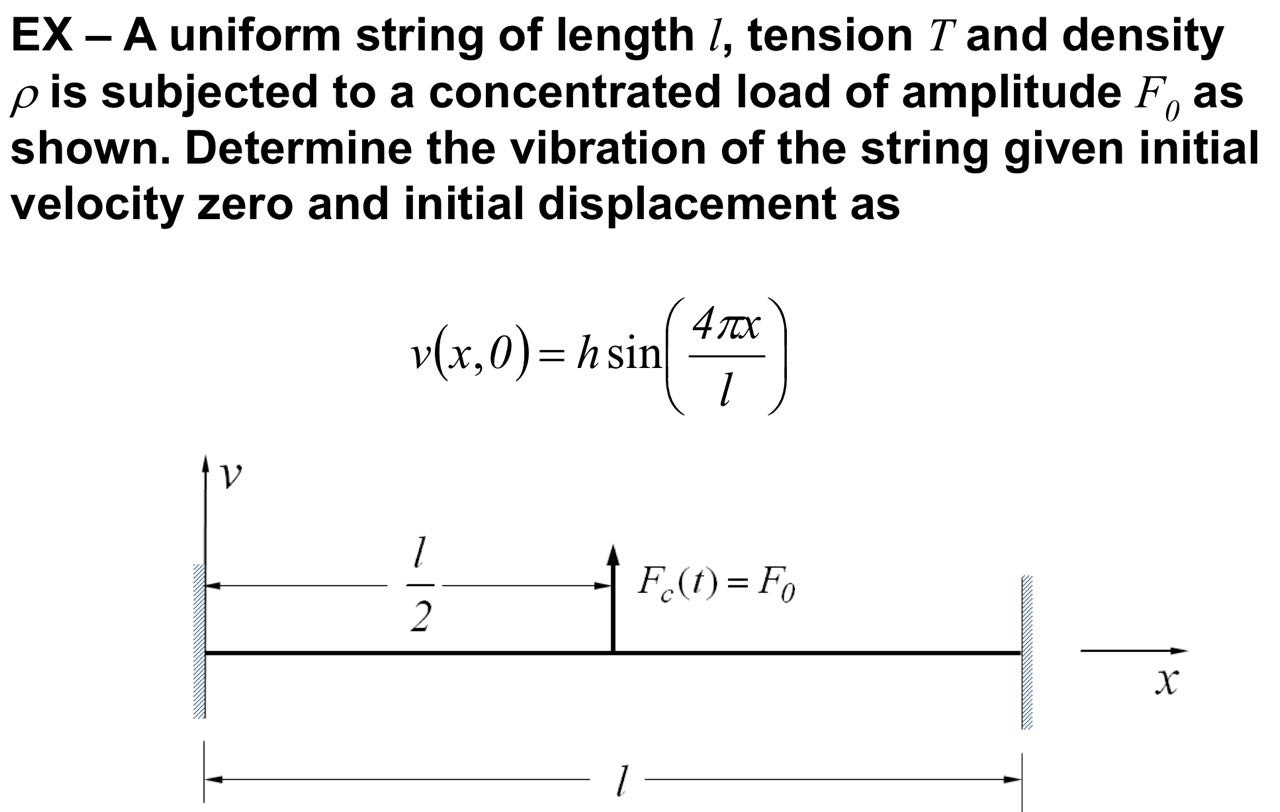 EX – A uniform string of length l, tension T and density
ρ is subjected to a concentrated load of amplitude F₀ as
shown. Determine the vibration of the string given initial
velocity zero and initial displacement as
v(x,0) = h sin(4πx/l)
v
l/2
F_c(t) = F₀
x
l